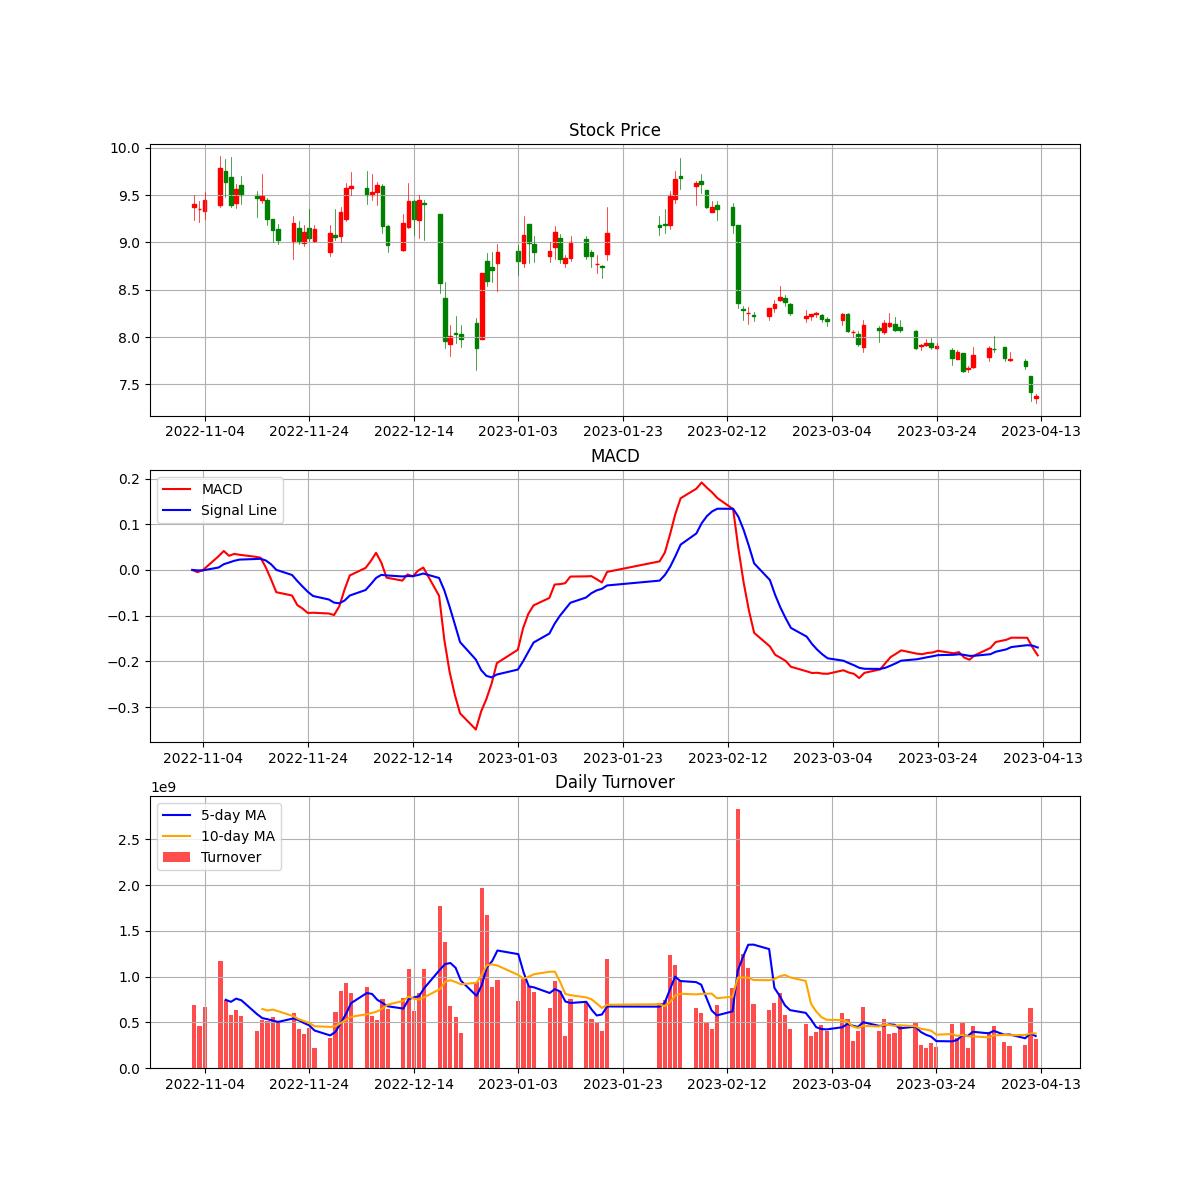 Stock Price
10.0
9.5
9.0
8.5
8.0
7.5
2022-11-04 2022-11-24 2022-12-14 2023-01-03 2023-01-23 2023-02-12 2023-03-04 2023-03-24 2023-04-13
MACD
0.2
0.1
0.0
−0.1
−0.2
−0.3
MACD
Signal Line
2022-11-04 2022-11-24 2022-12-14 2023-01-03 2023-01-23 2023-02-12 2023-03-04 2023-03-24 2023-04-13
1e9
Daily Turnover
2.5
2.0
1.5
1.0
0.5
0.0
5-day MA
10-day MA
Turnover
2022-11-04 2022-11-24 2022-12-14 2023-01-03 2023-01-23 2023-02-12 2023-03-04 2023-03-24 2023-04-13